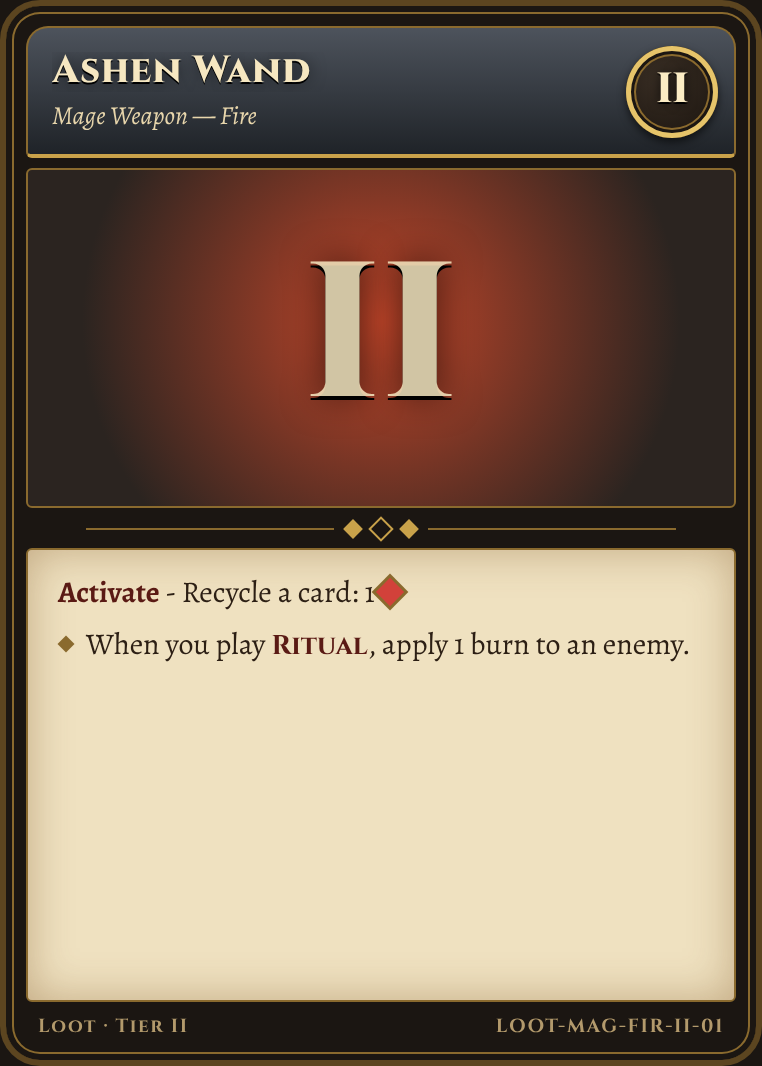 Ashen Wand
II
Mage Weapon — Fire
II
Activate - Recycle a card: 1
When you play Ritual, apply 1 burn to an enemy.
Loot · Tier II
LOOT-MAG-FIR-II-01